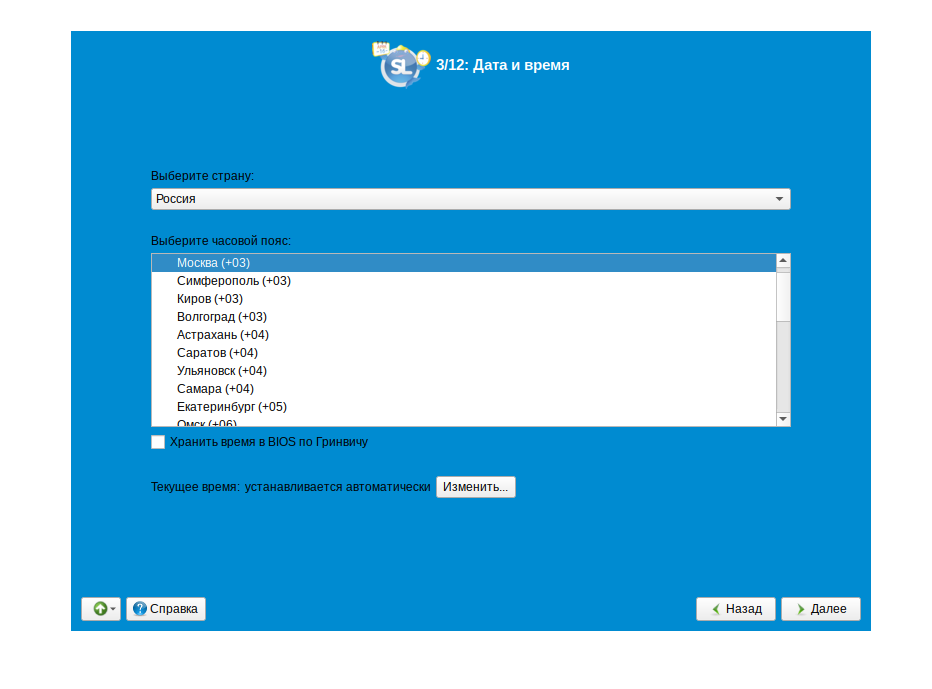 SL
3/12: Дата и время
Выберите страну:
Россия
Выберите часовой пояс:
Москва (+03)
Симферополь (+03)
Киров (+03)
Волгоград (+03)
Астрахань (+04)
Саратов (+04)
Ульяновск (+04)
Самара (+04)
Екатеринбург (+05)
Омск (+06)
Хранить время в BIOS по Гринвичу
Текущее время: устанавливается автоматически Изменить...
Справка Назад Далее